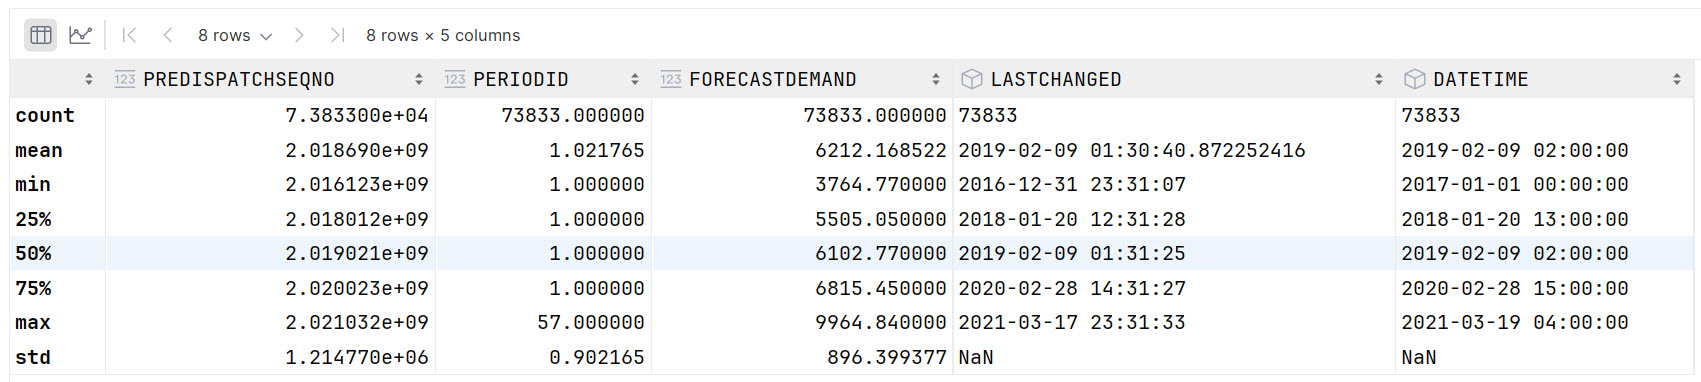 8 rows 8 rows × 5 columns
123 PREDISPATCHSEQNO 123 PERIODID 123 FORECASTDEMAND LASTCHANGED DATETIME
count 7.383300e+04 73833.000000 73833.000000 73833 73833
mean 2.018690e+09 1.021765 6212.168522 2019-02-09 01:30:40.872252416 2019-02-09 02:00:00
min 2.016123e+09 1.000000 3764.770000 2016-12-31 23:31:07 2017-01-01 00:00:00
25% 2.018012e+09 1.000000 5505.050000 2018-01-20 12:31:28 2018-01-20 13:00:00
50% 2.019021e+09 1.000000 6102.770000 2019-02-09 01:31:25 2019-02-09 02:00:00
75% 2.020023e+09 1.000000 6815.450000 2020-02-28 14:31:27 2020-02-28 15:00:00
max 2.021032e+09 57.000000 9964.840000 2021-03-17 23:31:33 2021-03-19 04:00:00
std 1.214770e+06 0.902165 896.399377 NaN NaN